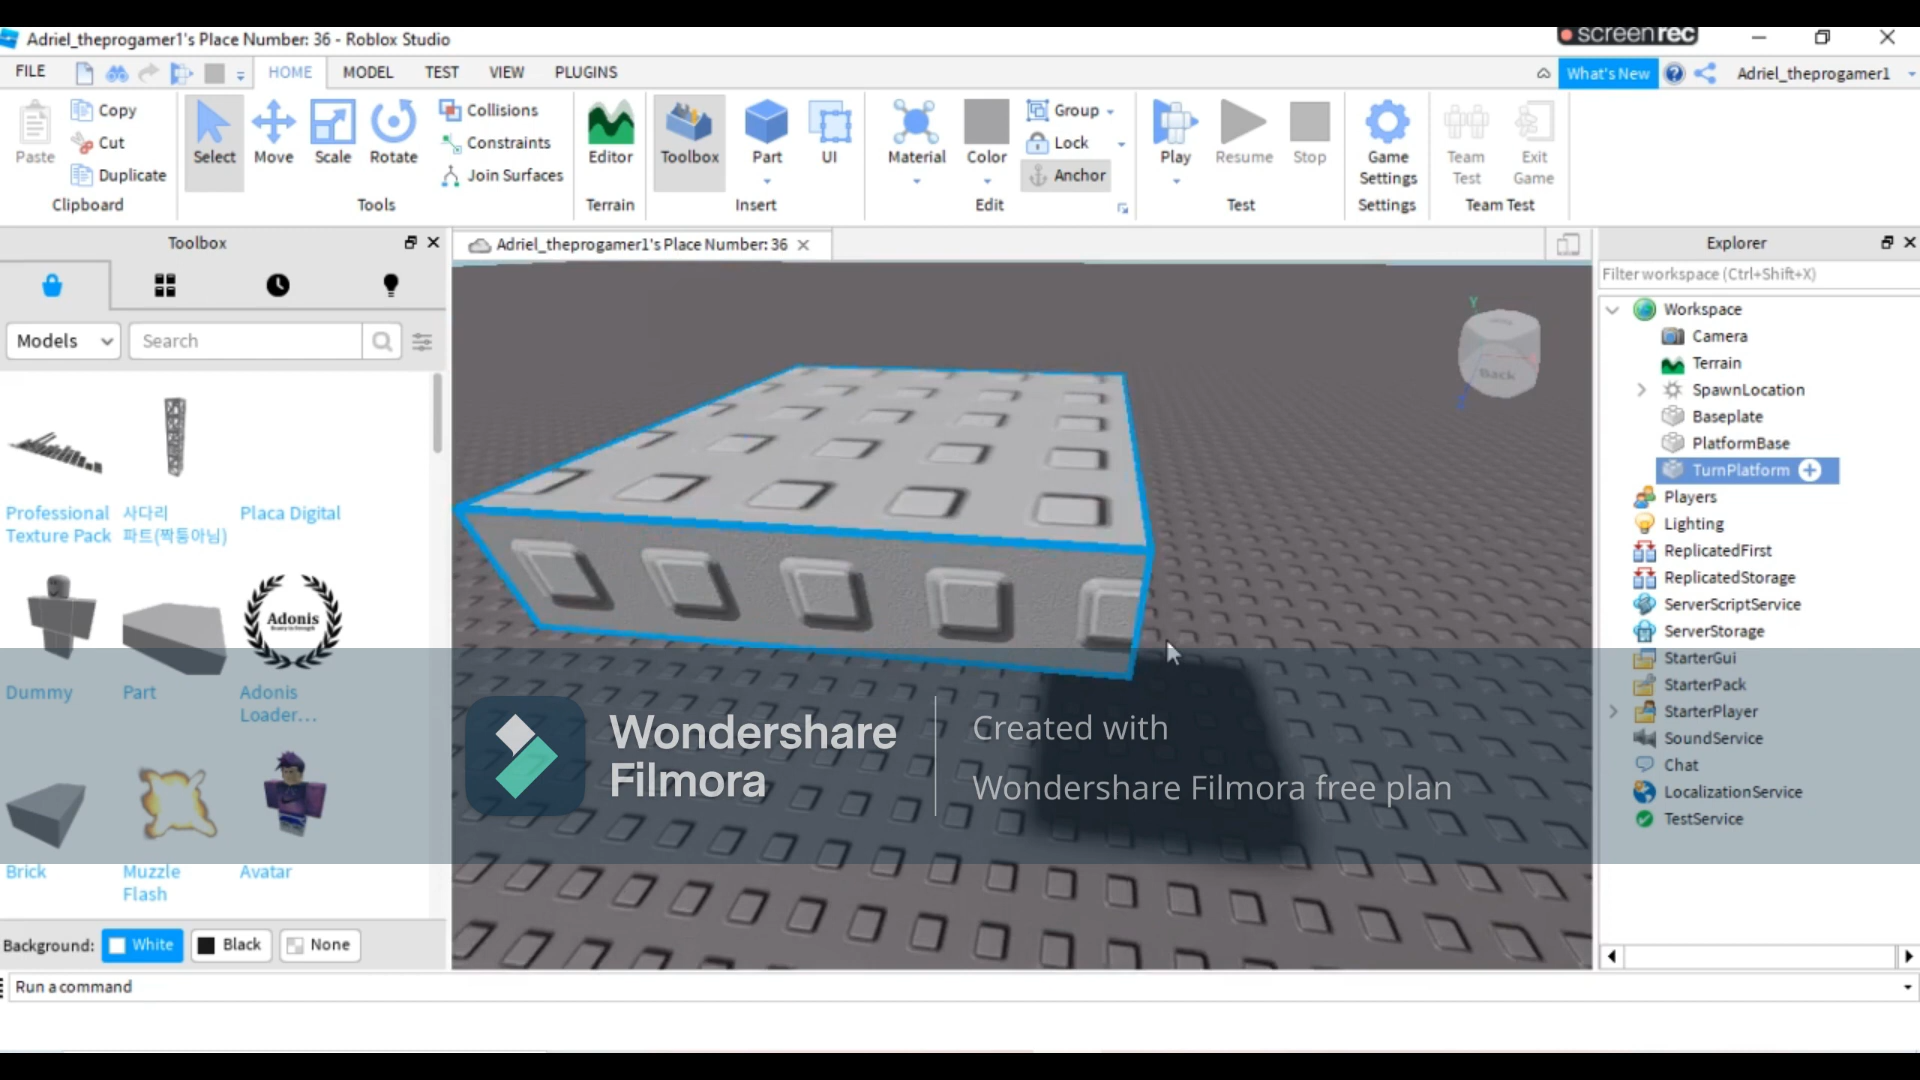 Adriel_theprogamer1's Place Number: 36 - Roblox Studio
screenrec
FILE
HOME
MODEL
TEST
VIEW
PLUGINS
What's New
Adriel_theprogamer1
Paste
Copy
Cut
Duplicate
Clipboard
Select
Move
Scale
Rotate
Collisions
Constraints
Join Surfaces
Tools
Editor
Terrain
Toolbox
Part
UI
Insert
Material
Color
Group
Lock
Anchor
Edit
Play
Resume
Stop
Test
Game
Settings
Settings
Team
Test
Exit
Game
Team Test
Toolbox
Adriel_theprogamer1's Place Number: 36
Explorer
Models
Search
Filter workspace (Ctrl+Shift+X)
Professional
Texture Pack
사다리
파트(짝퉁아님)
Placa Digital
Adonis
Dummy
Part
Adonis
Loader...
Brick
Muzzle
Flash
Avatar
Y
Back
Workspace
Camera
Terrain
SpawnLocation
Baseplate
PlatformBase
TurnPlatform
Players
Lighting
ReplicatedFirst
ReplicatedStorage
ServerScriptService
ServerStorage
StarterGui
StarterPack
StarterPlayer
SoundService
Chat
LocalizationService
TestService
Wondershare
Filmora
Created with
Wondershare Filmora free plan
Background:
White
Black
None
Run a command